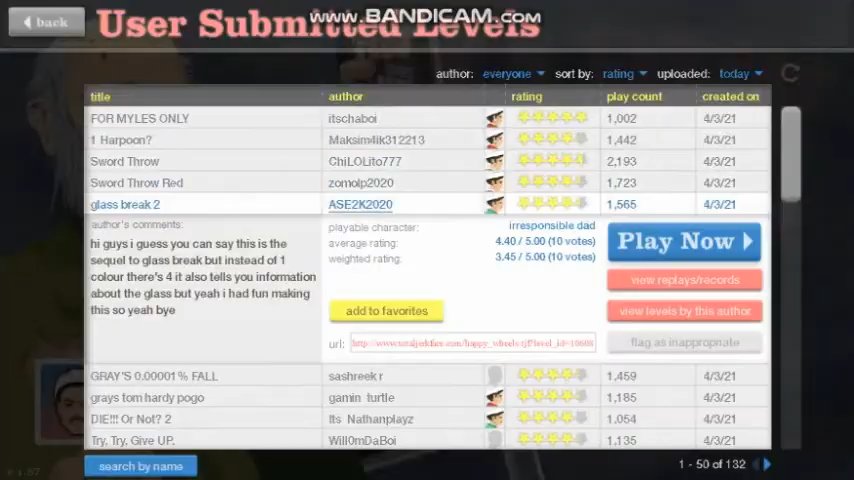 www.BANDICAM.com
back
User Submitted Levels
author: everyone sort by: rating uploaded: today
title author rating play count created on
FOR MYLES ONLY itschaboi 1,002 4/3/21
1 Harpoon? Maksim4ik312213 1,442 4/3/21
Sword Throw ChiLOLito777 2,193 4/3/21
Sword Throw Red zomolp2020 1,723 4/3/21
glass break 2 ASE2K2020 1,565 4/3/21
author's comments:
hi guys i guess you can say this is the
sequel to glass break but instead of 1
colour there's 4 it also tells you information
about the glass but yeah i had fun making
this so yeah bye
playable character: irresponsible dad
average rating: 4.40 / 5.00 (10 votes)
weighted rating: 3.45 / 5.00 (10 votes)
add to favorites
url:
Play Now
view replays/records
view levels by this author
flag as inappropriate
GRAY'S 0.00001% FALL sashreek r 1,459 4/3/21
grays tom hardy pogo gamin turtle 1,185 4/3/21
DIE!!! Or Not? 2 Its Nathanplayz 1,054 4/3/21
Try, Try, Give UP. Will0mDaBoi 1,135 4/3/21
search by name
1 - 50 of 132